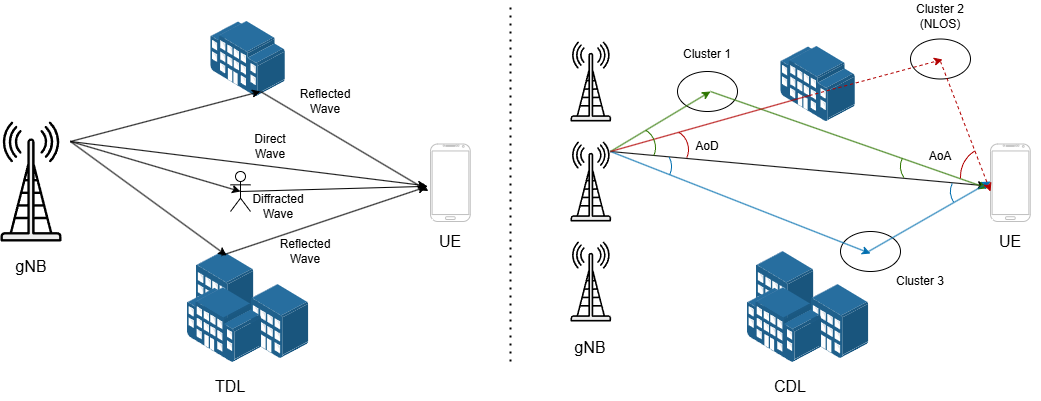 Reflected
Wave
Direct
Wave
Diffracted
Wave
Reflected
Wave
gNB
UE
TDL
Cluster 1
Cluster 2
(NLOS)
AoD
AoA
Cluster 3
UE
gNB
CDL